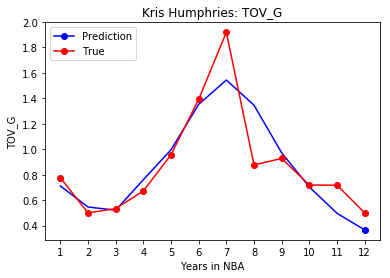 Kris Humphries: TOV_G
Prediction
True
TOV_G
2.0
1.8
1.6
1.4
1.2
1.0
0.8
0.6
0.4
1 2 3 4 5 6 7 8 9 10 11 12
Years in NBA